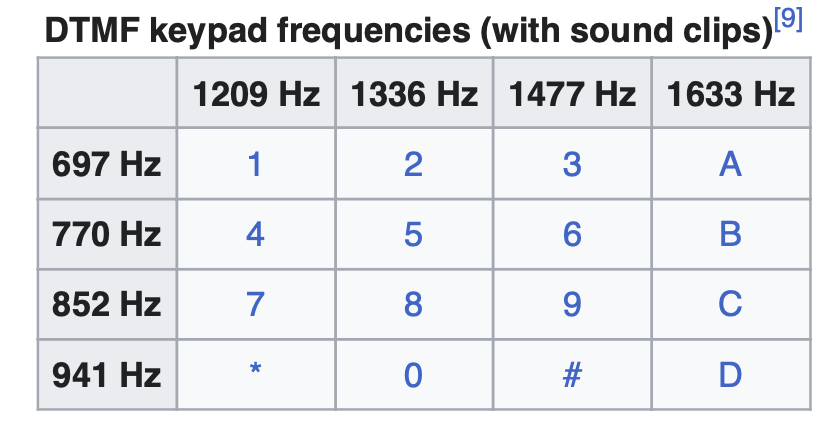 DTMF keypad frequencies (with sound clips)[9]
1209 Hz 1336 Hz 1477 Hz 1633 Hz
697 Hz 1 2 3 A
770 Hz 4 5 6 B
852 Hz 7 8 9 C
941 Hz * 0 # D